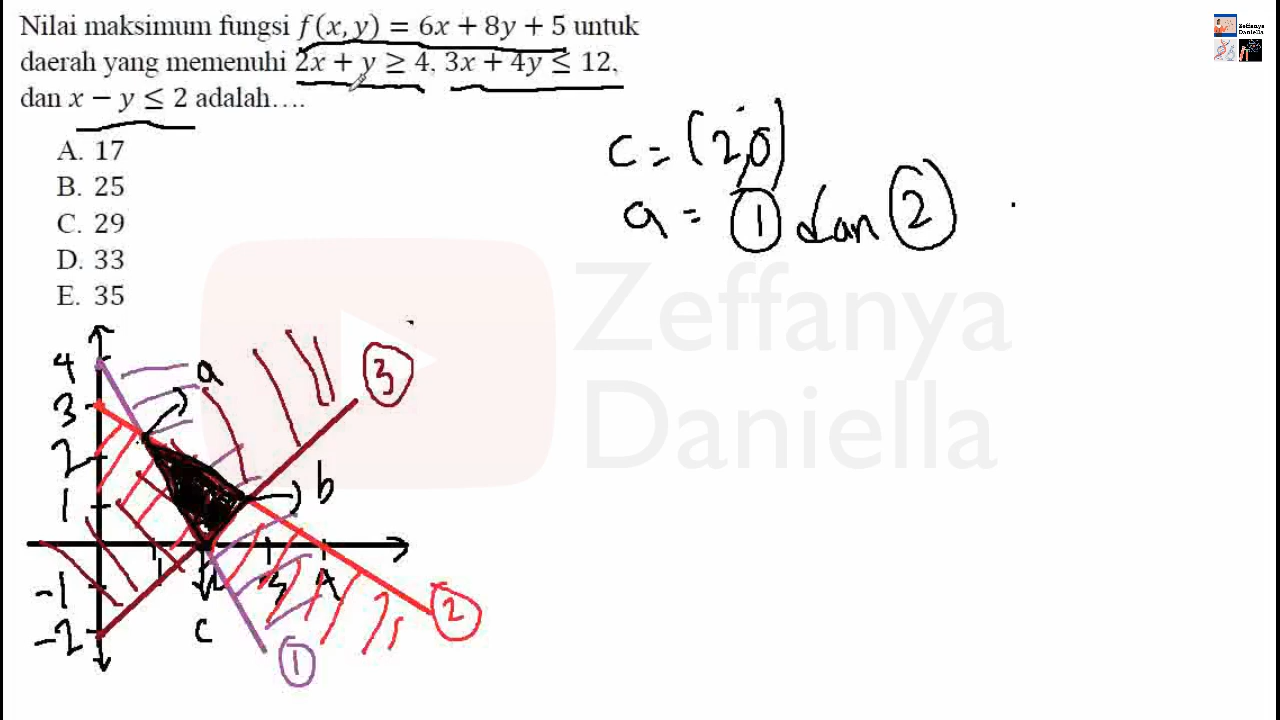 Nilai maksimum fungsi f(x, y) = 6x + 8y + 5 untuk
daerah yang memenuhi 2x + y ≥ 4, 3x + 4y ≤ 12,
dan x − y ≤ 2 adalah….
A. 17
B. 25
C. 29
D. 33
E. 35
c = (2,0)
a = ① dan ②
Zeffanya
Daniella
Zeffanya
Daniella
4
3
2
1
-1
-2
1
3
4
a
b
c
③
②
①